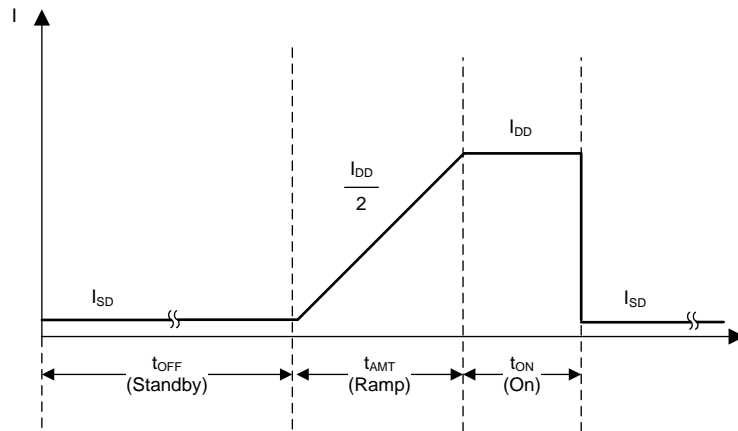 I
I_DD
I_DD
2
I_SD
I_SD
t_OFF
(Standby)
t_AMT
(Ramp)
t_ON
(On)